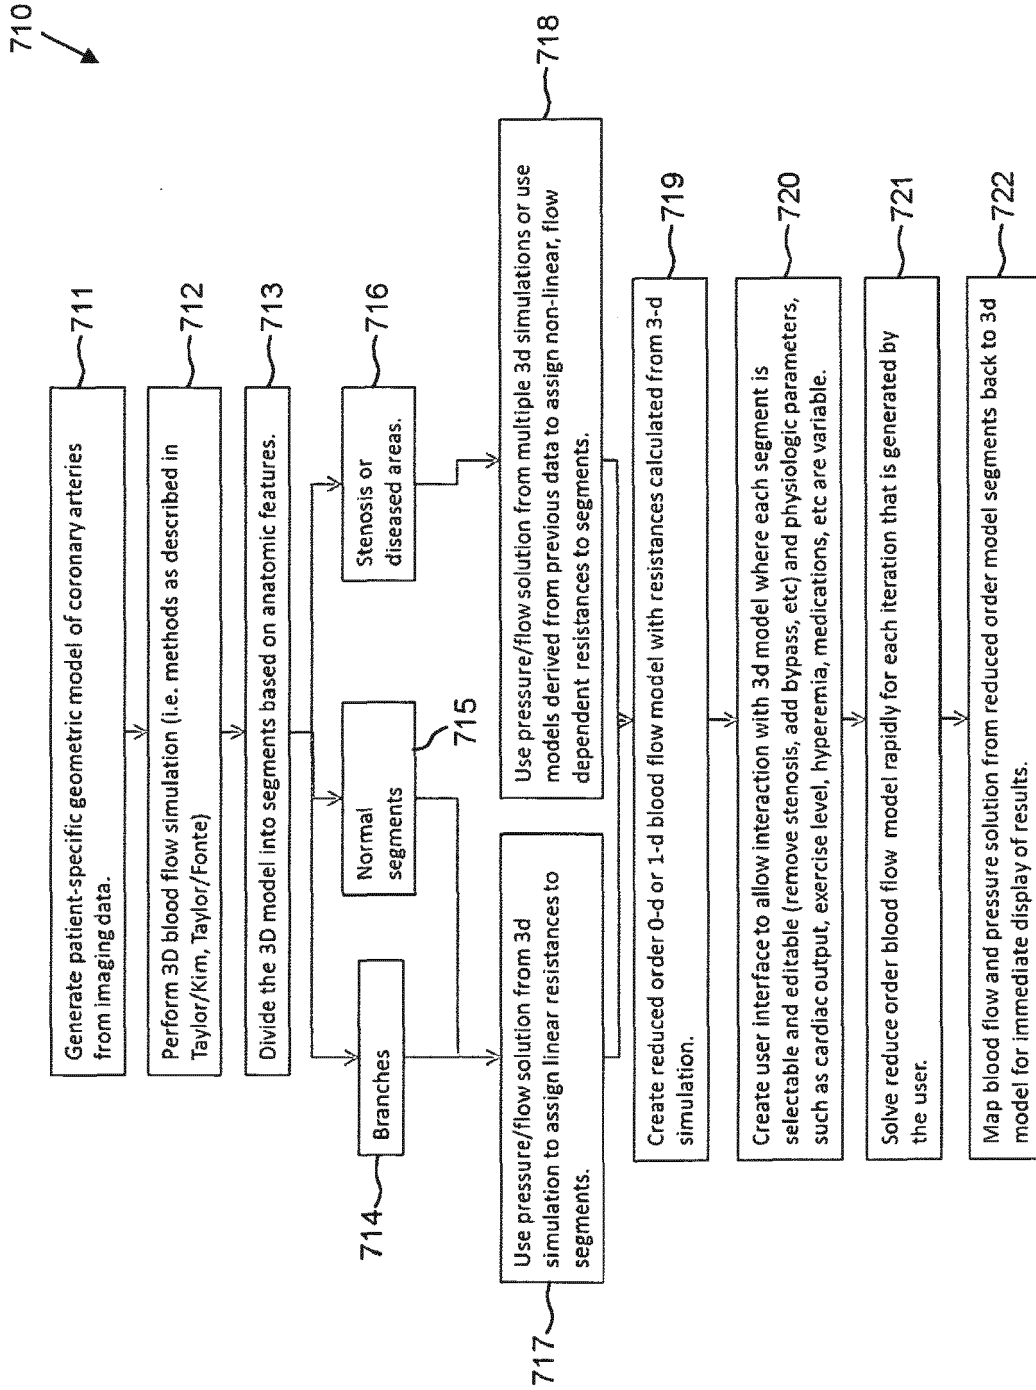 710
Generate patient-specific geometric model of coronary arteries
from imaging data.
711
Perform 3D blood flow simulation (i.e. methods as described in
Taylor/Kim, Taylor/Fonte)
712
Divide the 3D model into segments based on anatomic features.
713
714
Branches
Normal
segments
715
Stenosis or
diseased areas.
716
717
Use pressure/flow solution from 3d
simulation to assign linear resistances to
segments.
Use pressure/flow solution from multiple 3d simulations or use
models derived from previous data to assign non-linear, flow
dependent resistances to segments.
718
Create reduced order 0-d or 1-d blood flow model with resistances calculated from 3-d
simulation.
719
Create user interface to allow interaction with 3d model where each segment is
selectable and editable (remove stenosis, add bypass, etc) and physiologic parameters,
such as cardiac output, exercise level, hyperemia, medications, etc are variable.
720
Solve reduce order blood flow model rapidly for each iteration that is generated by
the user.
721
Map blood flow and pressure solution from reduced order model segments back to 3d
model for immediate display of results.
722